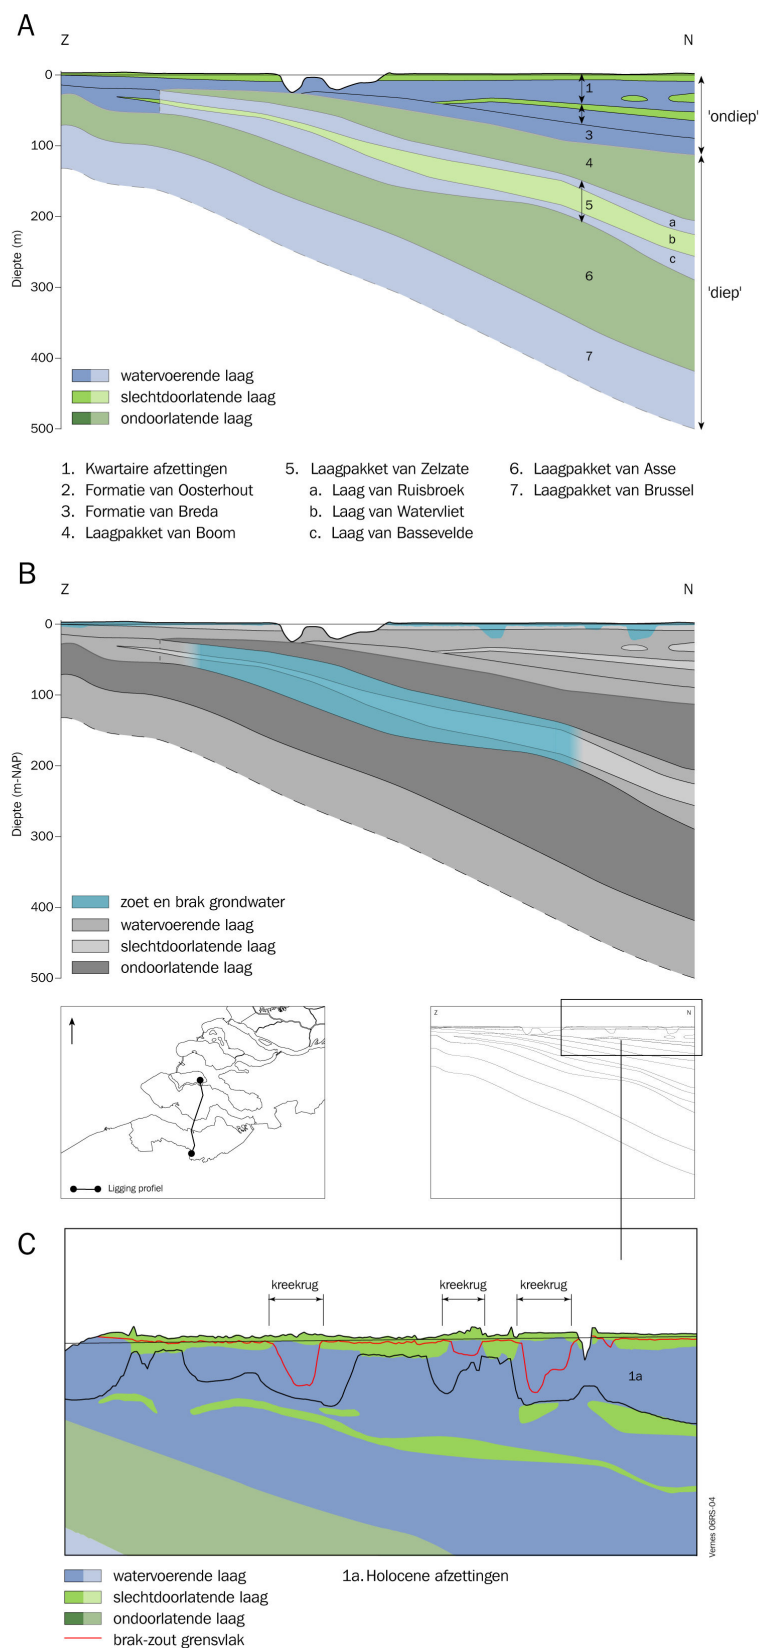 A
Z
N
0
1
'ondiep'
3
100
4
5
200
a
b
c
Diepte (m)
6
300
'diep'
7
400
500
watervoerende laag
slechtdoorlatende laag
ondoorlatende laag
1. Kwartaire afzettingen
2. Formatie van Oosterhout
3. Formatie van Breda
4. Laagpakket van Boom
5. Laagpakket van Zelzate
a. Laag van Ruisbroek
b. Laag van Watervliet
c. Laag van Bassevelde
6. Laagpakket van Asse
7. Laagpakket van Brussel
B
Z
N
0
100
200
Diepte (m-NAP)
300
400
500
zoet en brak grondwater
watervoerende laag
slechtdoorlatende laag
ondoorlatende laag
Ligging profiel
Z
N
C
kreekrug
kreekrug
kreekrug
1a
Vernes 06RS-04
watervoerende laag
slechtdoorlatende laag
ondoorlatende laag
brak-zout grensvlak
1a. Holocene afzettingen